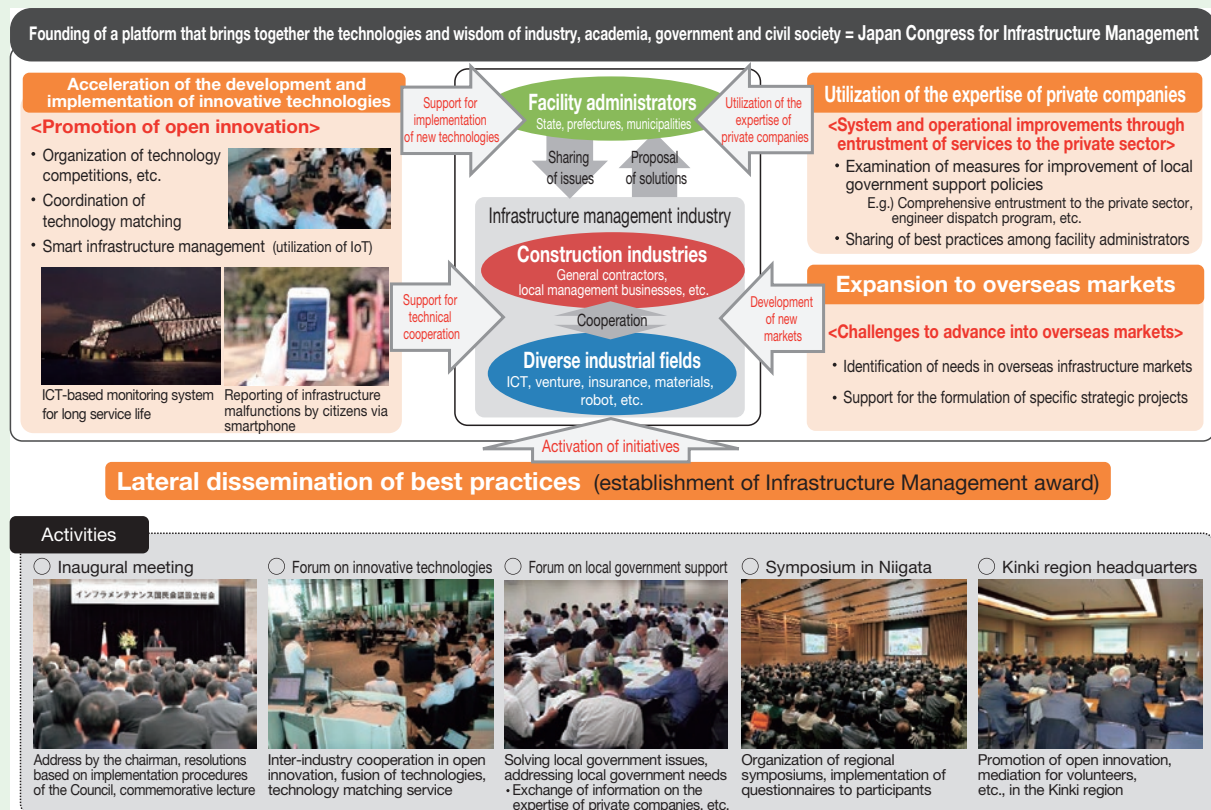 Founding of a platform that brings together the technologies and wisdom of industry, academia, government and civil society = Japan Congress for Infrastructure Management
Acceleration of the development and
implementation of innovative technologies
<Promotion of open innovation>
• Organization of technology
competitions, etc.
• Coordination of
technology matching
• Smart infrastructure management (utilization of IoT)
ICT-based monitoring system
for long service life
Reporting of infrastructure
malfunctions by citizens via
smartphone
Support for
implementation
of new technologies
Support for
technical
cooperation
Facility administrators
State, prefectures, municipalities
Sharing
of issues
Proposal
of solutions
Infrastructure management industry
Construction industries
General contractors,
local management businesses, etc.
Cooperation
Diverse industrial fields
ICT, venture, insurance, materials,
robot, etc.
Utilization of the
expertise of
private companies
Development
of new
markets
Utilization of the expertise of private companies
<System and operational improvements through
entrustment of services to the private sector>
• Examination of measures for improvement of local
government support policies
E.g.) Comprehensive entrustment to the private sector,
engineer dispatch program, etc.
• Sharing of best practices among facility administrators
Expansion to overseas markets
<Challenges to advance into overseas markets>
• Identification of needs in overseas infrastructure markets
• Support for the formulation of specific strategic projects
Activation of initiatives
Lateral dissemination of best practices (establishment of Infrastructure Management award)
Activities
○ Inaugural meeting
インフラメンテナンス国民会議設立総会
Address by the chairman, resolutions
based on implementation procedures
of the Council, commemorative lecture
○ Forum on innovative technologies
Inter-industry cooperation in open
innovation, fusion of technologies,
technology matching service
○ Forum on local government support
Solving local government issues,
addressing local government needs
• Exchange of information on the
expertise of private companies, etc.
○ Symposium in Niigata
Organization of regional
symposiums, implementation of
questionnaires to participants
○ Kinki region headquarters
Promotion of open innovation,
mediation for volunteers,
etc., in the Kinki region